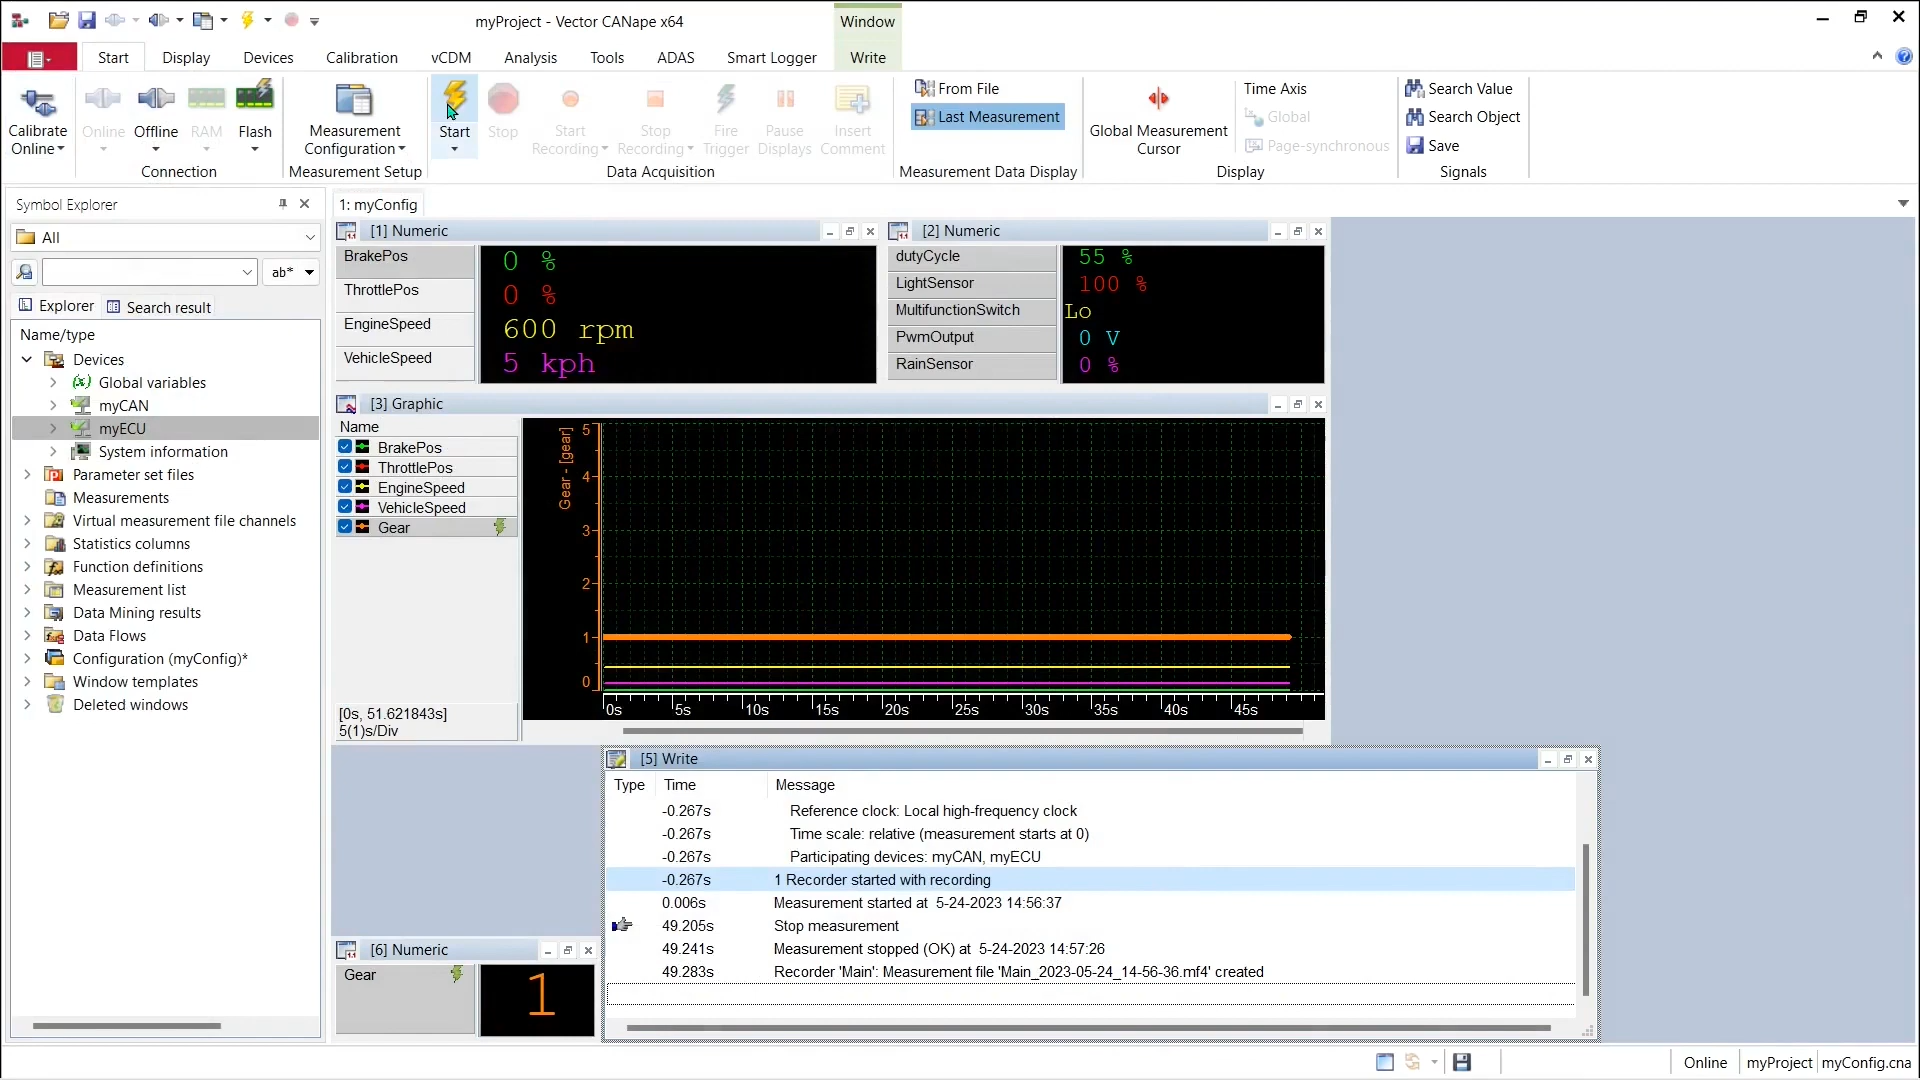 myProject - Vector CANape x64
Window
Start
Display
Devices
Calibration
vCDM
Analysis
Tools
ADAS
Smart Logger
Write
Calibrate Online
Online
Offline
RAM
Flash
Connection
Measurement Configuration
Measurement Setup
Start
Stop
Start Recording
Stop Recording
Fire Trigger
Pause Displays
Insert Comment
Data Acquisition
From File
Last Measurement
Measurement Data Display
Global Measurement Cursor
Time Axis
Global
Page-synchronous
Display
Search Value
Search Object
Save
Signals
Symbol Explorer
All
ab*
Explorer
Search result
Name/type
Devices
Global variables
myCAN
myECU
System information
Parameter set files
Measurements
Virtual measurement file channels
Statistics columns
Function definitions
Measurement list
Data Mining results
Data Flows
Configuration (myConfig)*
Window templates
Deleted windows
1: myConfig
[1] Numeric
BrakePos 0 %
ThrottlePos 0 %
EngineSpeed 600 rpm
VehicleSpeed 5 kph
[2] Numeric
dutyCycle 55 %
LightSensor 100 %
MultifunctionSwitch Lo
PwmOutput 0 V
RainSensor 0 %
[3] Graphic
Name
BrakePos
ThrottlePos
EngineSpeed
VehicleSpeed
Gear
[0s, 51.621843s]
5(1)s/Div
Gear - [gear]
5
4
3
2
1
0
0s 5s 10s 15s 20s 25s 30s 35s 40s 45s
[5] Write
Type Time Message
-0.267s Reference clock: Local high-frequency clock
-0.267s Time scale: relative (measurement starts at 0)
-0.267s Participating devices: myCAN, myECU
-0.267s 1 Recorder started with recording
0.006s Measurement started at 5-24-2023 14:56:37
49.205s Stop measurement
49.241s Measurement stopped (OK) at 5-24-2023 14:57:26
49.283s Recorder 'Main': Measurement file 'Main_2023-05-24_14-56-36.mf4' created
[6] Numeric
Gear 1
Online
myProject
myConfig.cna